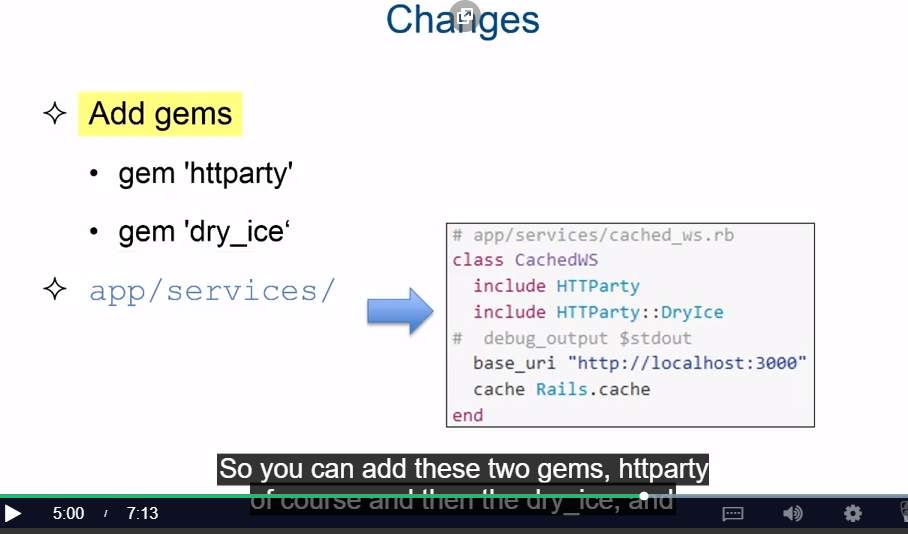 Changes
Add gems
gem 'httparty'
gem 'dry_ice‘
app/services/
# app/services/cached_ws.rb
class CachedWS
include HTTParty
include HTTParty::DryIce
# debug_output $stdout
base_uri "http://localhost:3000"
cache Rails.cache
end
So you can add these two gems, httparty
of course and then the dry_ice, and
5:00 / 7:13